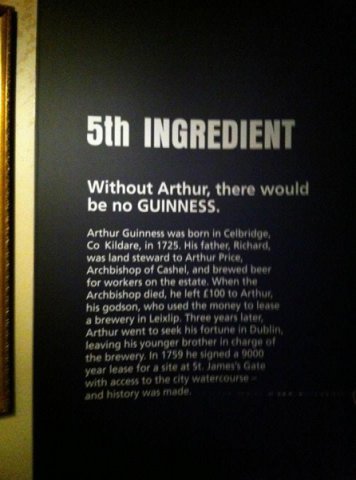 5th INGREDIENT
Without Arthur, there would
be no GUINNESS.
Arthur Guinness was born in Celbridge,
Co Kildare, in 1725. His father, Richard,
was land steward to Arthur Price,
Archbishop of Cashel, and brewed beer
for workers on the estate. When the
Archbishop died, he left £100 to Arthur,
his godson, who used the money to lease
a brewery in Leixlip. Three years later,
Arthur went to seek his fortune in Dublin,
leaving his younger brother in charge of
the brewery. In 1759 he signed a 9000
year lease for a site at St. James's Gate
with access to the city watercourse –
and history was made.